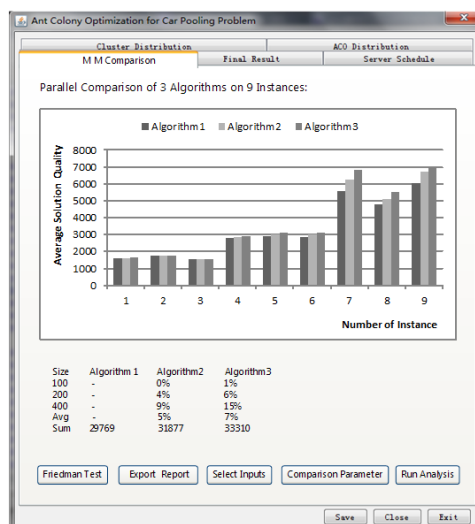 Ant Colony Optimization for Car Pooling Problem
Cluster Distribution ACO Distribution
M M Comparison Final Result Server Schedule
Parallel Comparison of 3 Algorithms on 9 Instances:
Algorithm1 Algorithm2 Algorithm3
Average Solution Quality
8000
7000
6000
5000
4000
3000
2000
1000
0
1 2 3 4 5 6 7 8 9
Number of Instance
Size Algorithm 1 Algorithm2 Algorithm3
100 - 0% 1%
200 - 4% 6%
400 - 9% 15%
Avg - 5% 7%
Sum 29769 31877 33310
Friedman Test Export Report Select Inputs Comparison Parameter Run Analysis
Save Close Exit